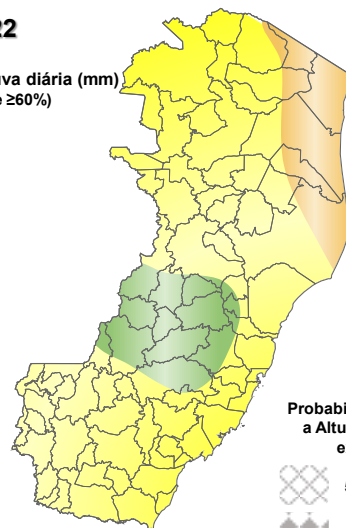 22
uva diária (mm)
e ≥60%)
Probabi
a Altu
e